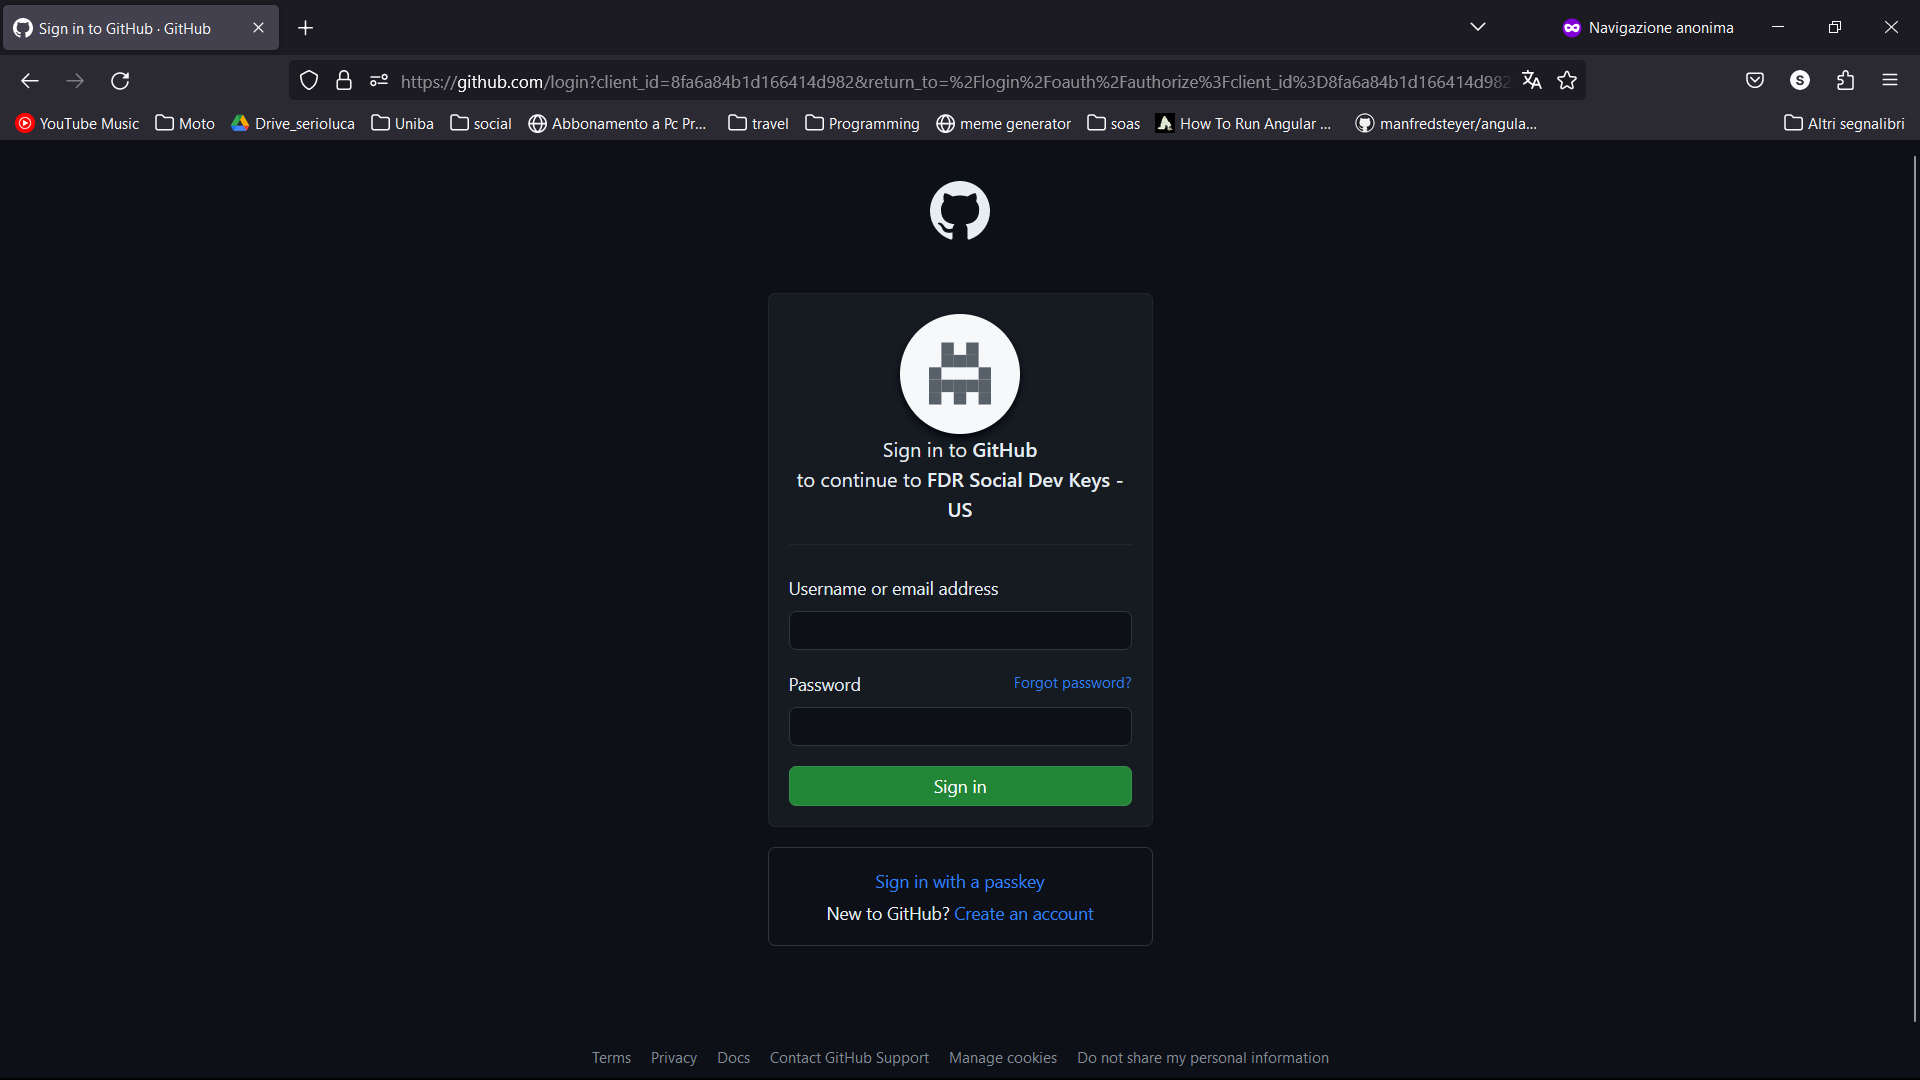 Sign in to GitHub · GitHub
Navigazione anonima
https://github.com/login?client_id=8fa6a84b1d166414d982&return_to=%2Flogin%2Foauth%2Fauthorize%3Fclient_id%3D8fa6a84b1d166414d982
S
YouTube Music
Moto
Drive_serioluca
Uniba
social
Abbonamento a Pc Pr...
travel
Programming
meme generator
soas
How To Run Angular ...
manfredsteyer/angula...
Altri segnalibri
Sign in to GitHub
to continue to FDR Social Dev Keys -
US
Username or email address
Password
Forgot password?
Sign in
Sign in with a passkey
New to GitHub? Create an account
Terms
Privacy
Docs
Contact GitHub Support
Manage cookies
Do not share my personal information